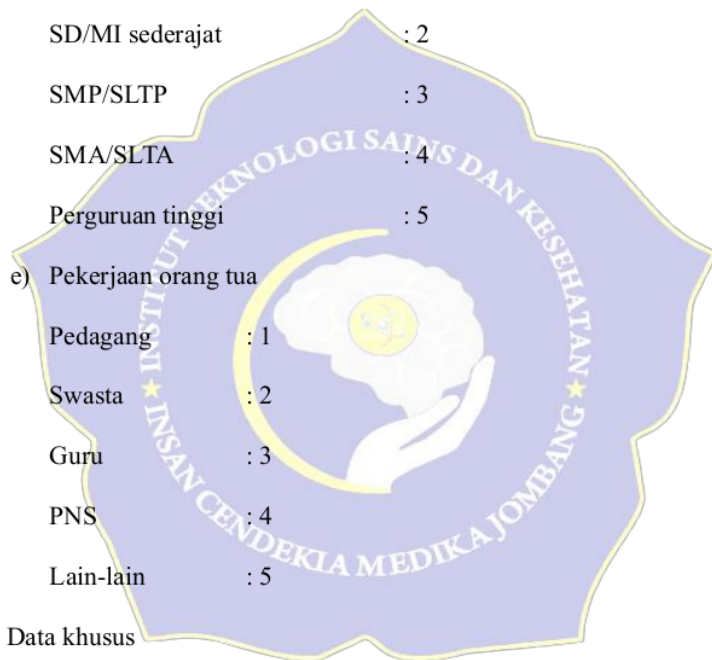 SD/MI sederajat : 2
SMP/SLTP : 3
SMA/SLTA : 4
Perguruan tinggi : 5
e) Pekerjaan orang tua
Pedagang : 1
Swasta : 2
Guru : 3
PNS : 4
Lain-lain : 5
Data khusus
INSTITUT TEKNOLOGI SAINS DAN KESEHATAN
INSAN CENDEKIA MEDIKA JOMBANG